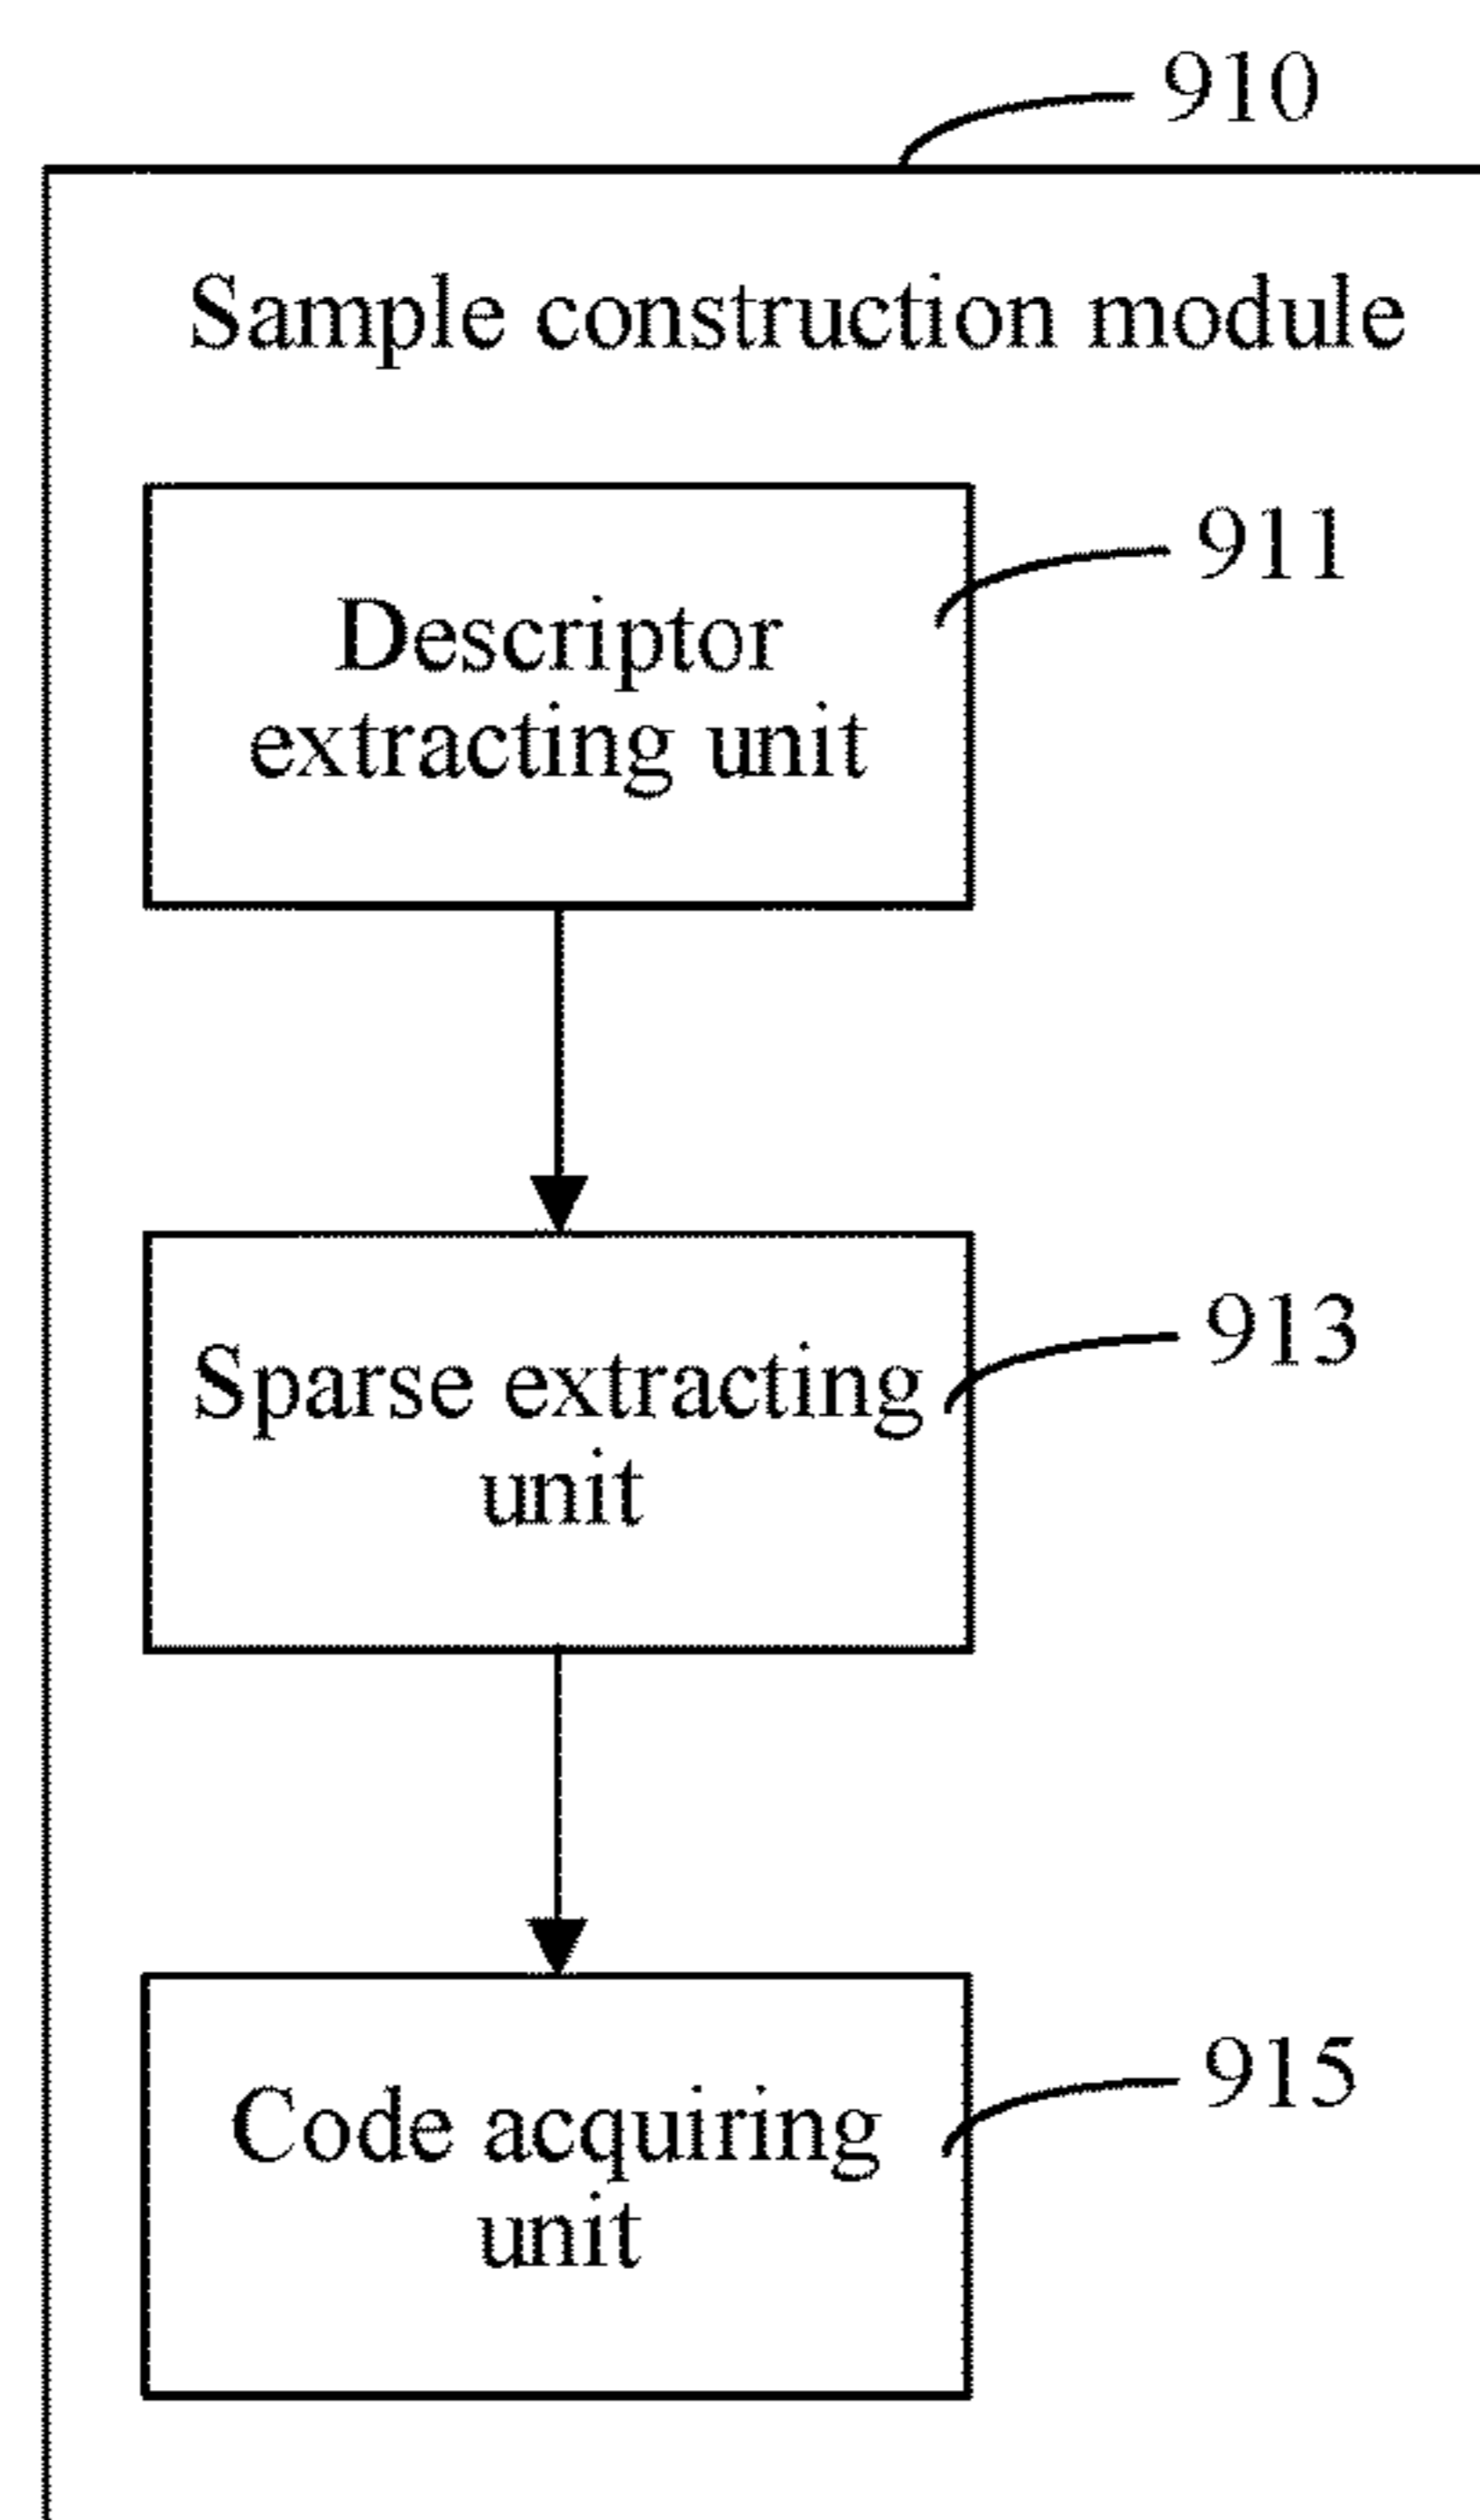 910
Sample construction module
911
Descriptor
extracting unit
913
Sparse extracting
unit
915
Code acquiring
unit